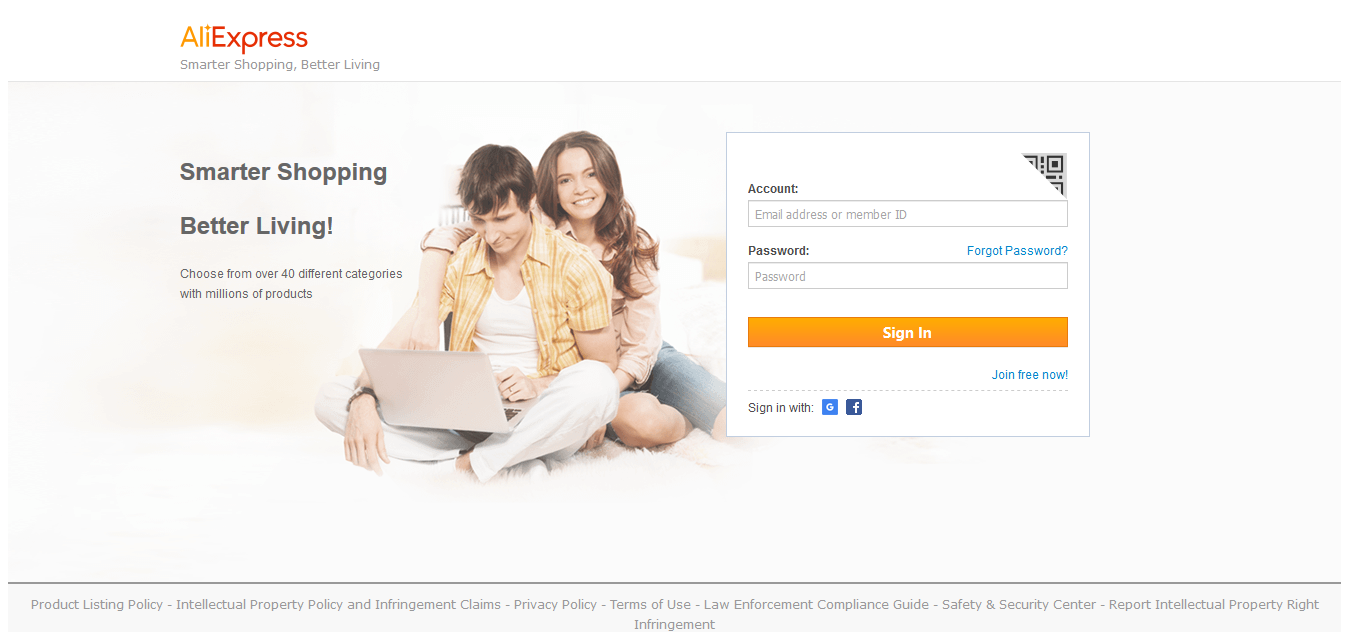 AliExpress
Smarter Shopping, Better Living
Smarter Shopping
Better Living!
Choose from over 40 different categories
with millions of products
Account:
Email address or member ID
Password:
Forgot Password?
Password
Sign In
Join free now!
Sign in with: G f
Product Listing Policy - Intellectual Property Policy and Infringement Claims - Privacy Policy - Terms of Use - Law Enforcement Compliance Guide - Safety & Security Center - Report Intellectual Property Right
Infringement